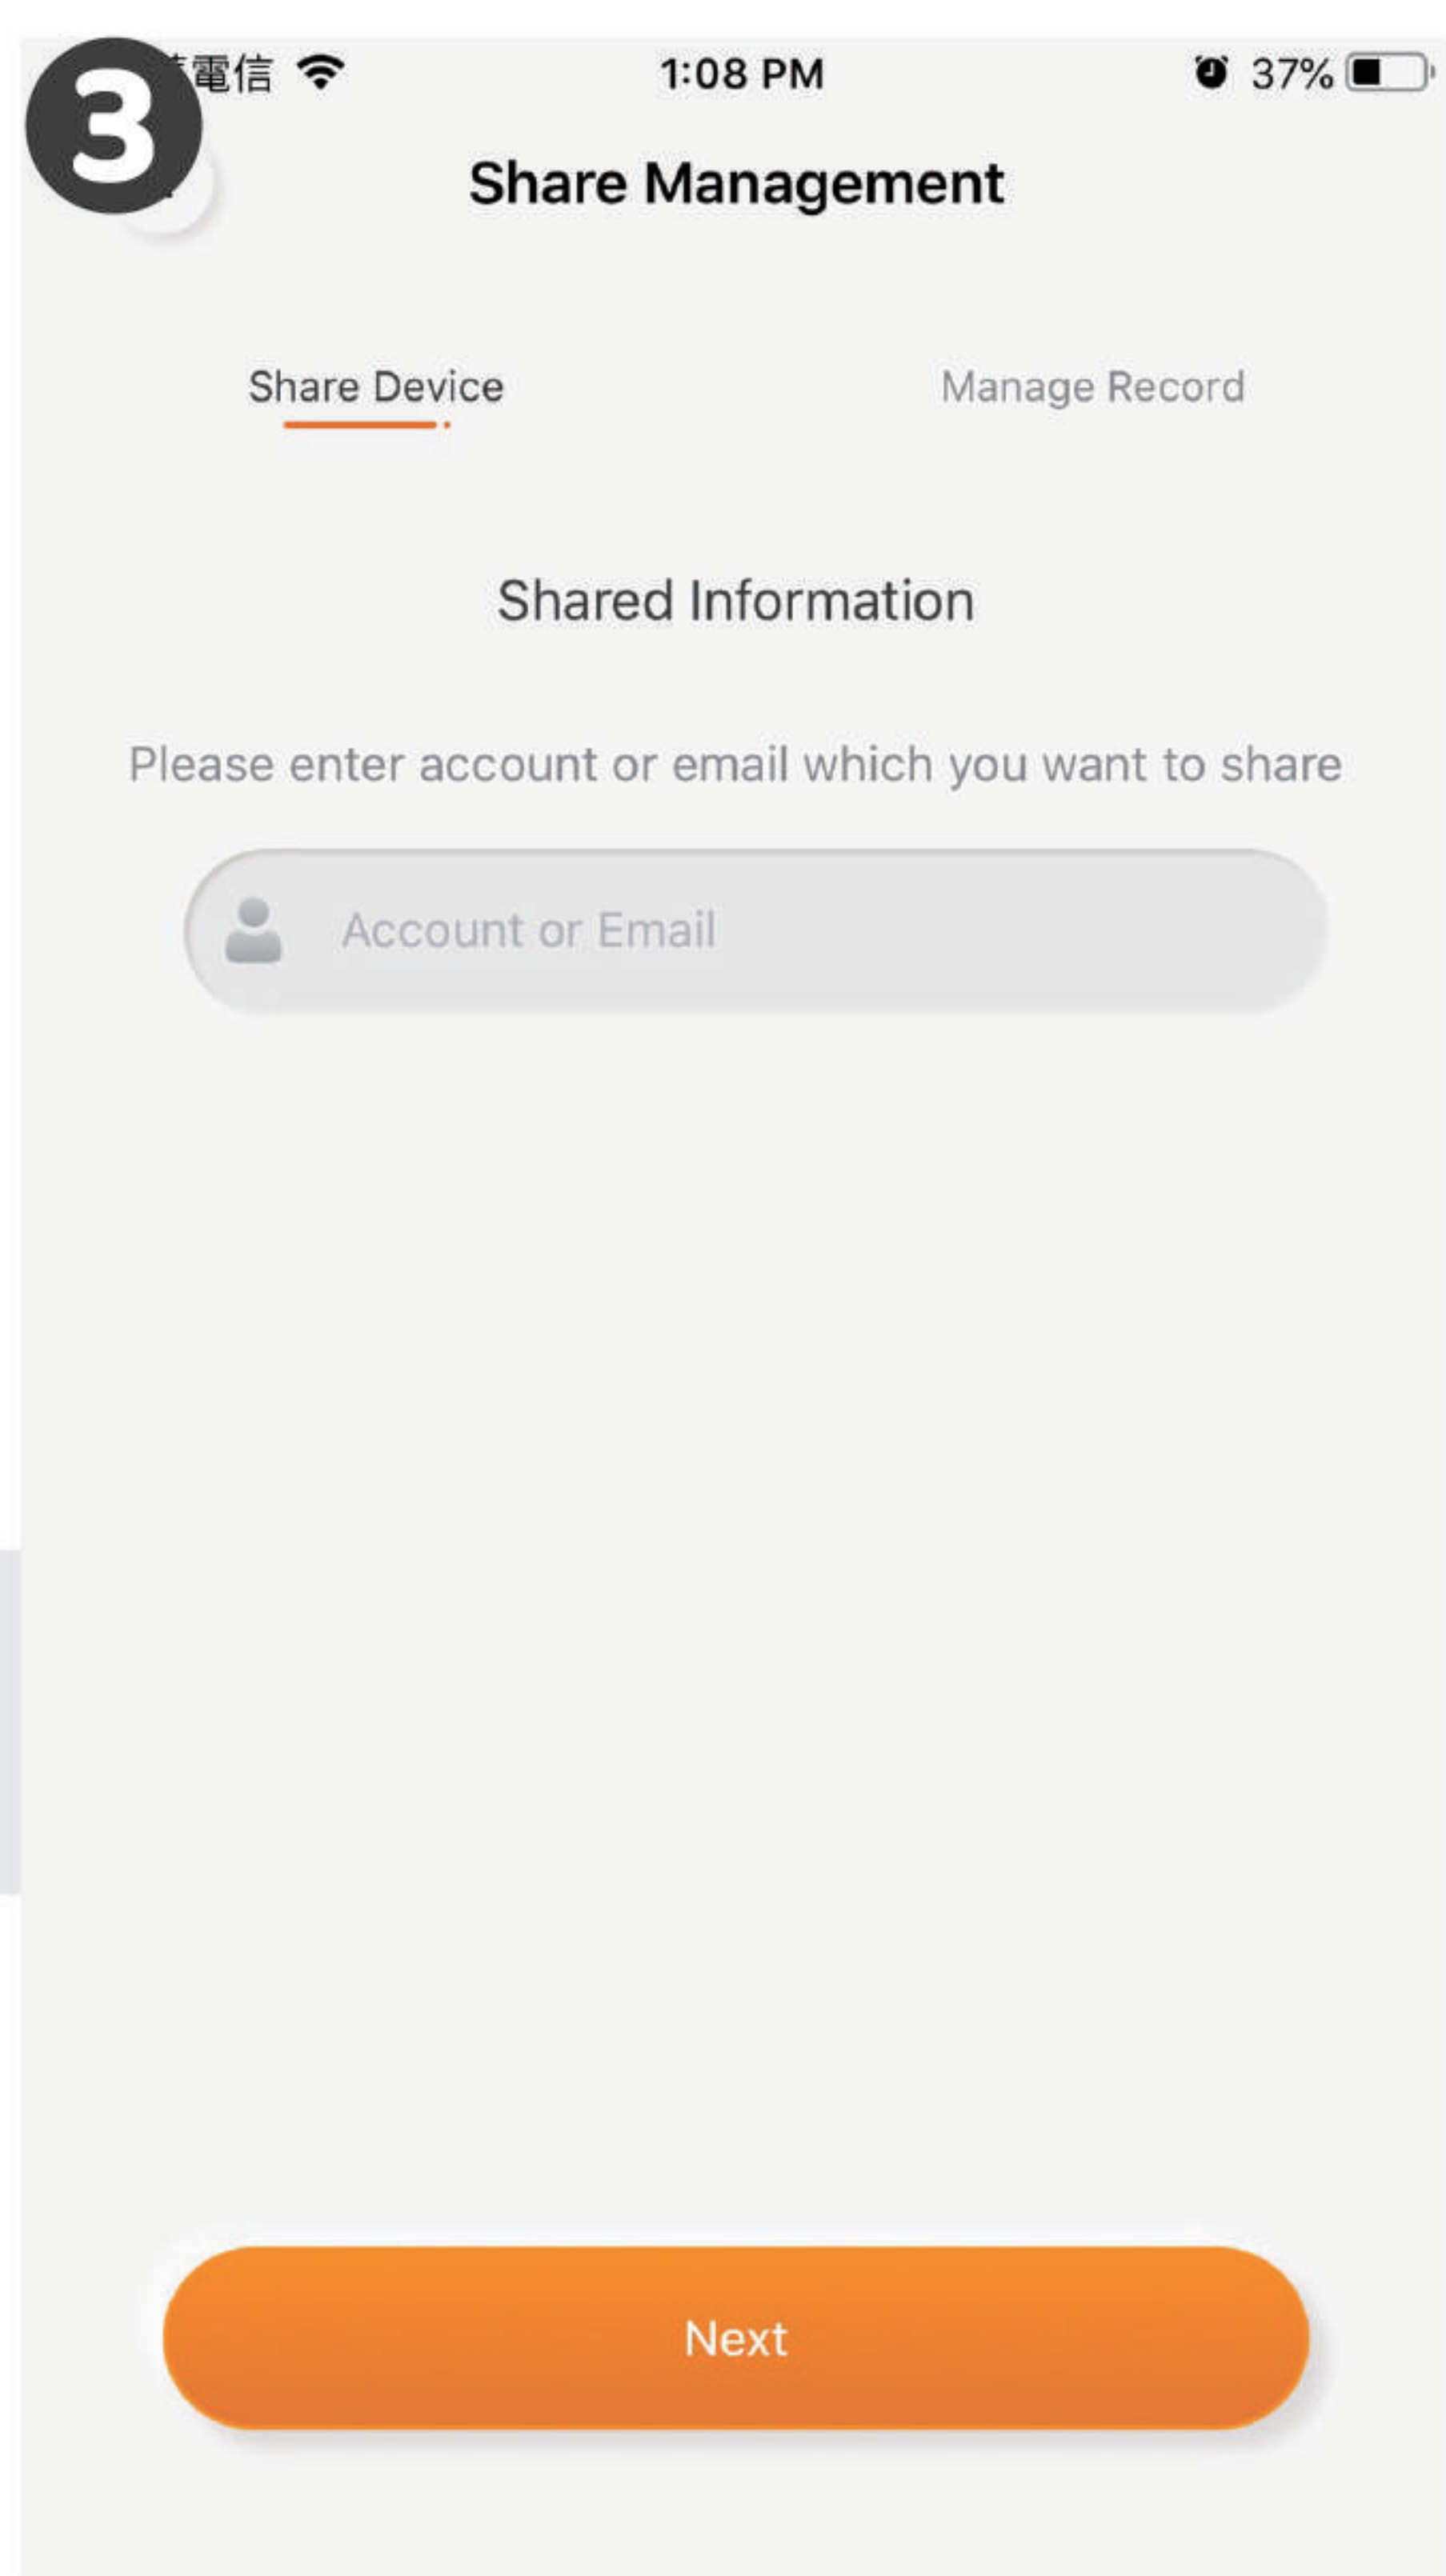 3
電信
1:08 PM
37%
Share Management
Share Device
Manage Record
Shared Information
Please enter account or email which you want to share
Account or Email
Next